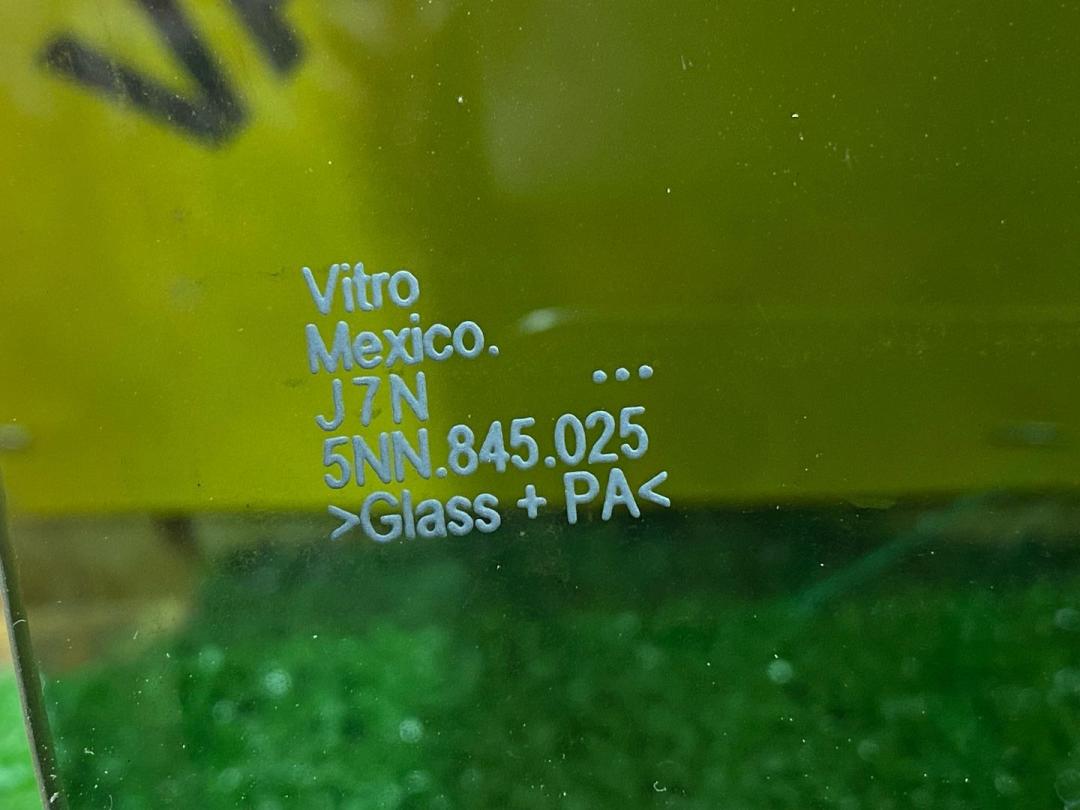 Vitro
Mexico.
J7N ...
5NN.845.025
>Glass + PA<